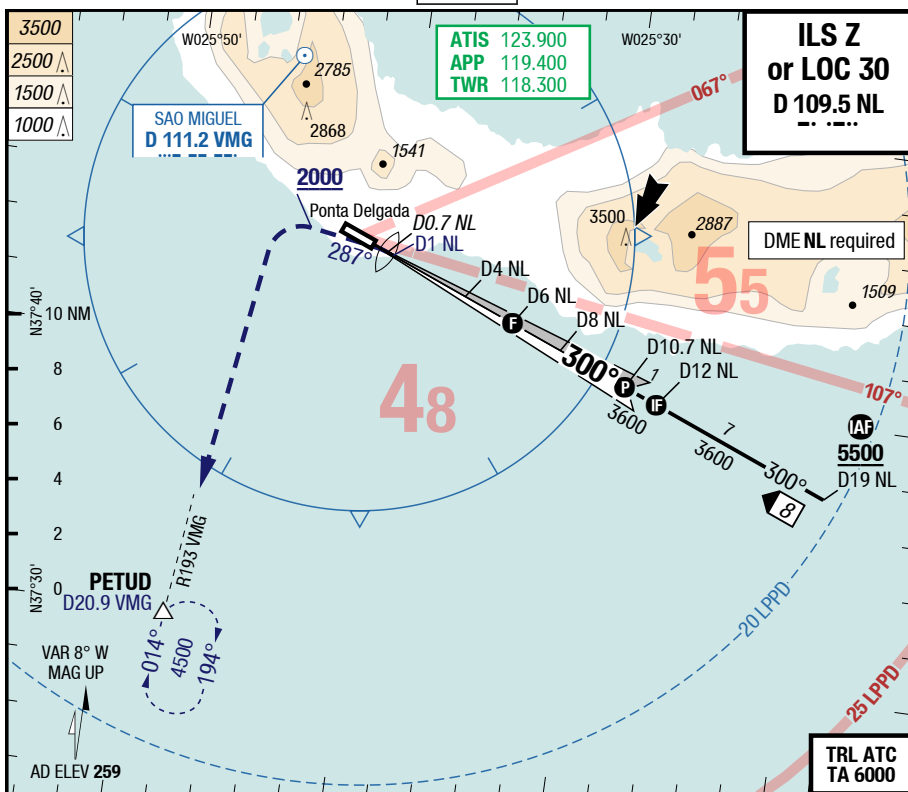 3500
2500
1500
1000
W025°50'
W025°30'
ATIS 123.900
APP 119.400
TWR 118.300
ILS Z
or LOC 30
D 109.5 NL
SAO MIGUEL
D 111.2 VMG
2785
2868
1541
067°
2000
Ponta Delgada
D0.7 NL
D1 NL
287°
3500
2887
DME NL required
55
1509
D4 NL
D6 NL
F
D8 NL
300°
D10.7 NL
P
1
D12 NL
IF
3600
107°
N37°40'
10 NM
8
6
4
2
0
N37°30'
48
7
3600
300°
IAF
5500
D19 NL
8
R193 VMG
PETUD
D20.9 VMG
014°
4500
194°
20 LPPD
25 LPPD
VAR 8° W
MAG UP
AD ELEV 259
TRL ATC
TA 6000